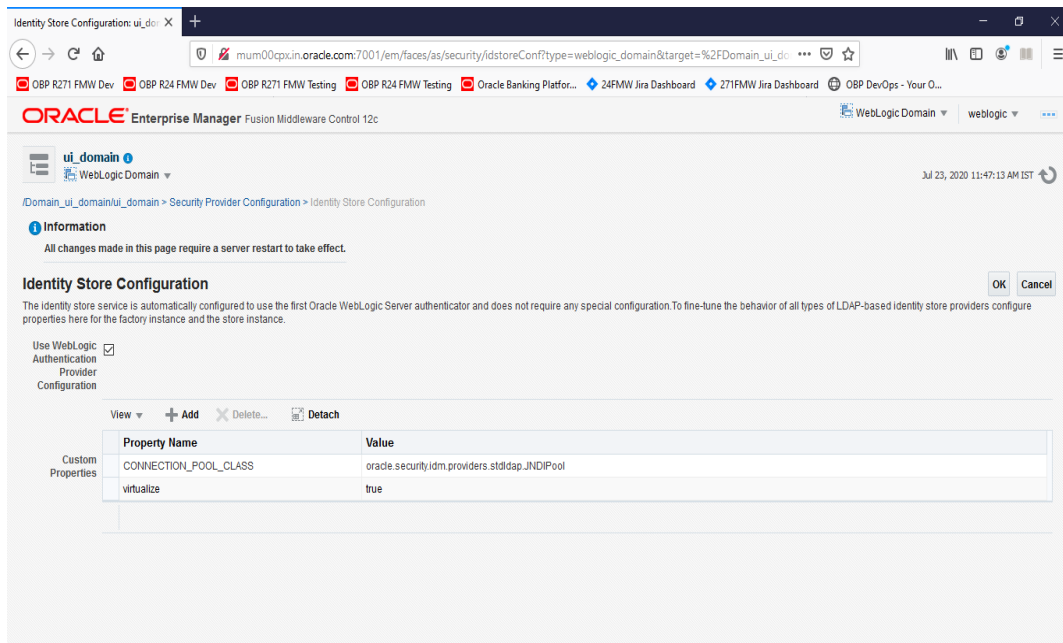 Identity Store Configuration: ui_dor
mum00cpx.in.oracle.com:7001/em/faces/as/security/idstoreConf?type=weblogic_domain&target=%2FDomain_ui_do
OBP R271 FMW Dev OBP R24 FMW Dev OBP R271 FMW Testing OBP R24 FMW Testing Oracle Banking Platfor... 24FMW Jira Dashboard 271FMW Jira Dashboard OBP DevOps - Your O...
ORACLE Enterprise Manager Fusion Middleware Control 12c WebLogic Domain weblogic
ui_domain
WebLogic Domain Jul 23, 2020 11:47:13 AM IST
/Domain_ui_domain/ui_domain > Security Provider Configuration > Identity Store Configuration
Information
All changes made in this page require a server restart to take effect.
Identity Store Configuration OK Cancel
The identity store service is automatically configured to use the first Oracle WebLogic Server authenticator and does not require any special configuration.To fine-tune the behavior of all types of LDAP-based identity store providers configure
properties here for the factory instance and the store instance.
Use WebLogic
Authentication
Provider
Configuration
View Add Delete... Detach
Property Name Value
Custom
Properties
CONNECTION_POOL_CLASS oracle.security.idm.providers.stdldap.JNDIPool
virtualize true